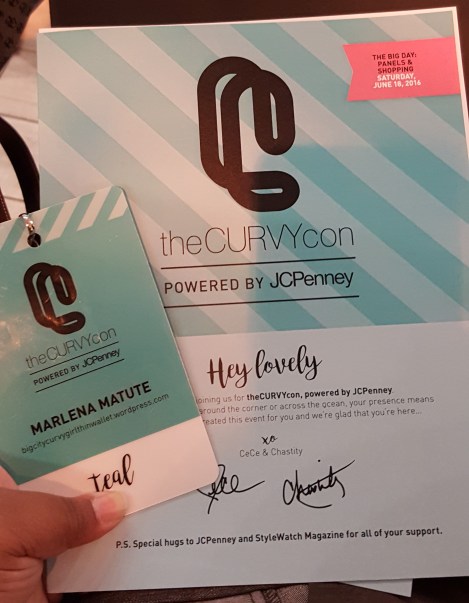 THE BIG DAY:
PANELS &
SHOPPING
SATURDAY,
JUNE 18, 2016
theCURVYcon
POWERED BY JCPenney
Hey lovely
joining us for theCURVYcon, powered by JCPenney.
around the corner or across the ocean, your presence means
created this event for you and we're glad that you're here...
xo
CeCe & Chastity
CeCe Chastity
P.S. Special hugs to JCPenney and StyleWatch Magazine for all of your support.
theCURVYcon
POWERED BY JCPenney
MARLENA MATUTE
bigcitycurvygirlthinwallet.wordpress.com
teal